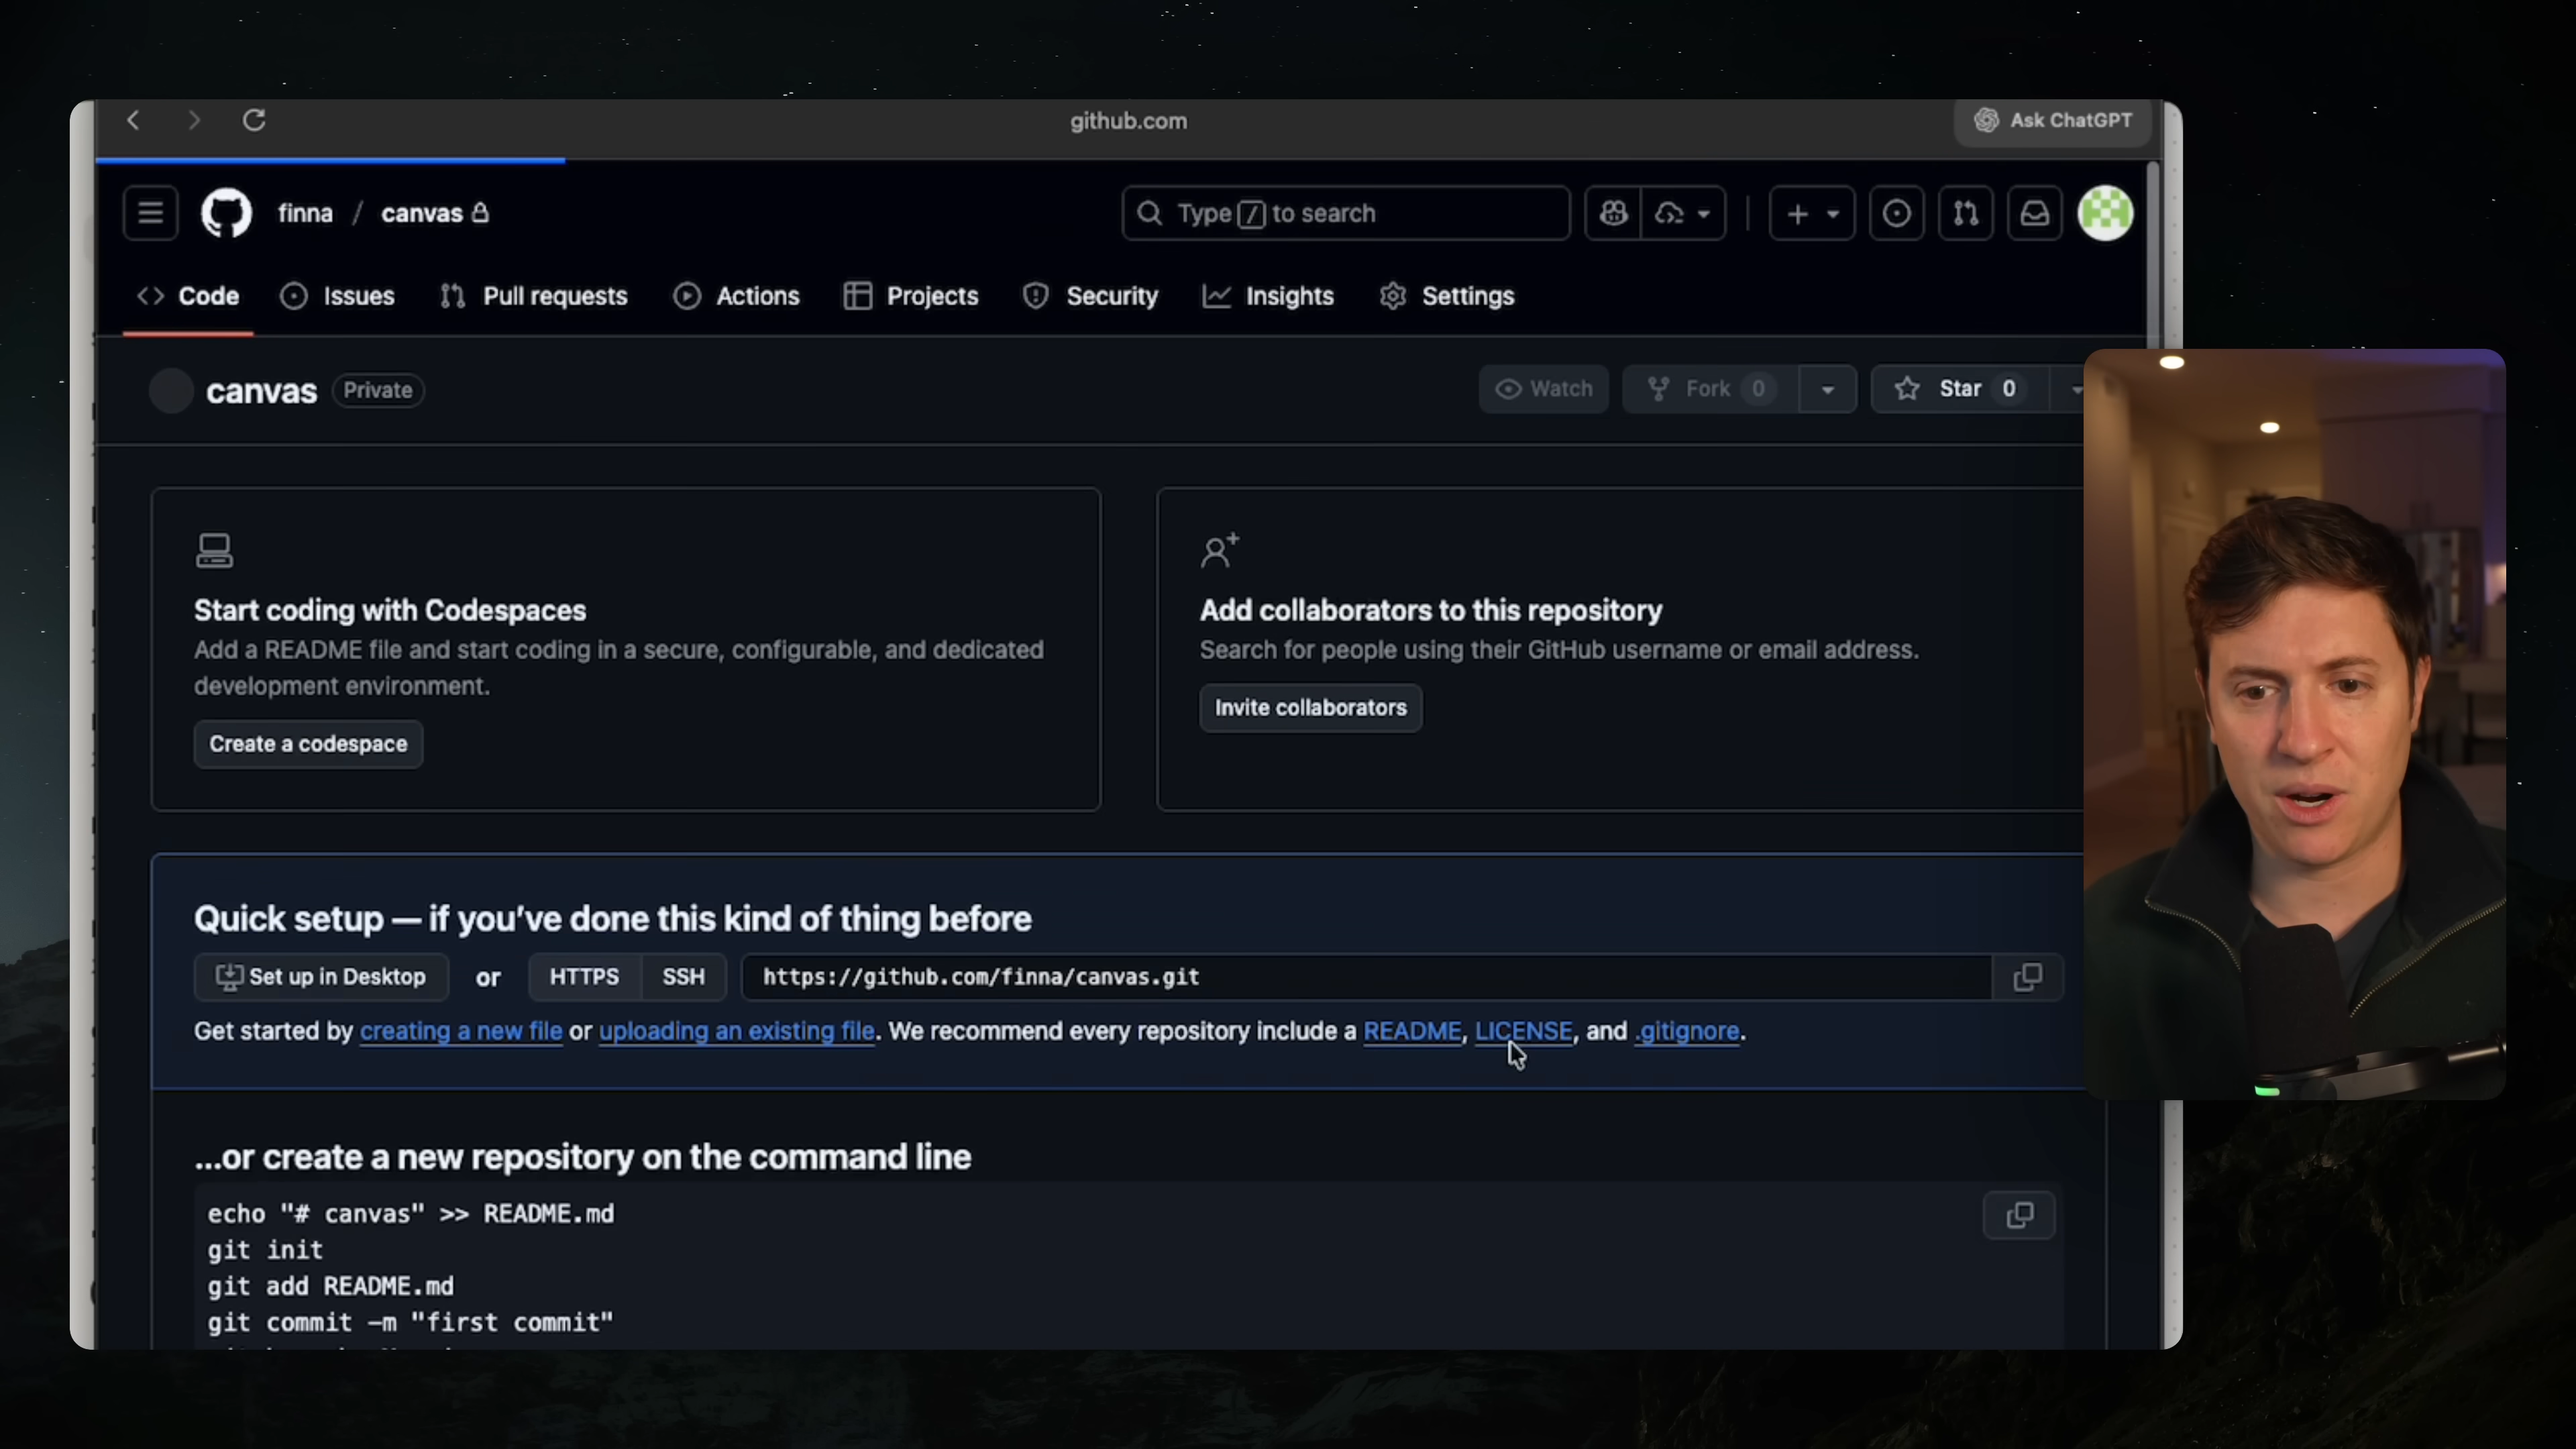 github.com
Ask ChatGPT
finna / canvas
Type / to search
Code
Issues
Pull requests
Actions
Projects
Security
Insights
Settings
canvas
Private
Watch
Fork 0
Star 0
Start coding with Codespaces
Add a README file and start coding in a secure, configurable, and dedicated
development environment.
Create a codespace
Add collaborators to this repository
Search for people using their GitHub username or email address.
Invite collaborators
Quick setup — if you've done this kind of thing before
Set up in Desktop
or
HTTPS
SSH
https://github.com/finna/canvas.git
Get started by creating a new file or uploading an existing file. We recommend every repository include a README, LICENSE, and .gitignore.
...or create a new repository on the command line
echo "# canvas" >> README.md
git init
git add README.md
git commit -m "first commit"